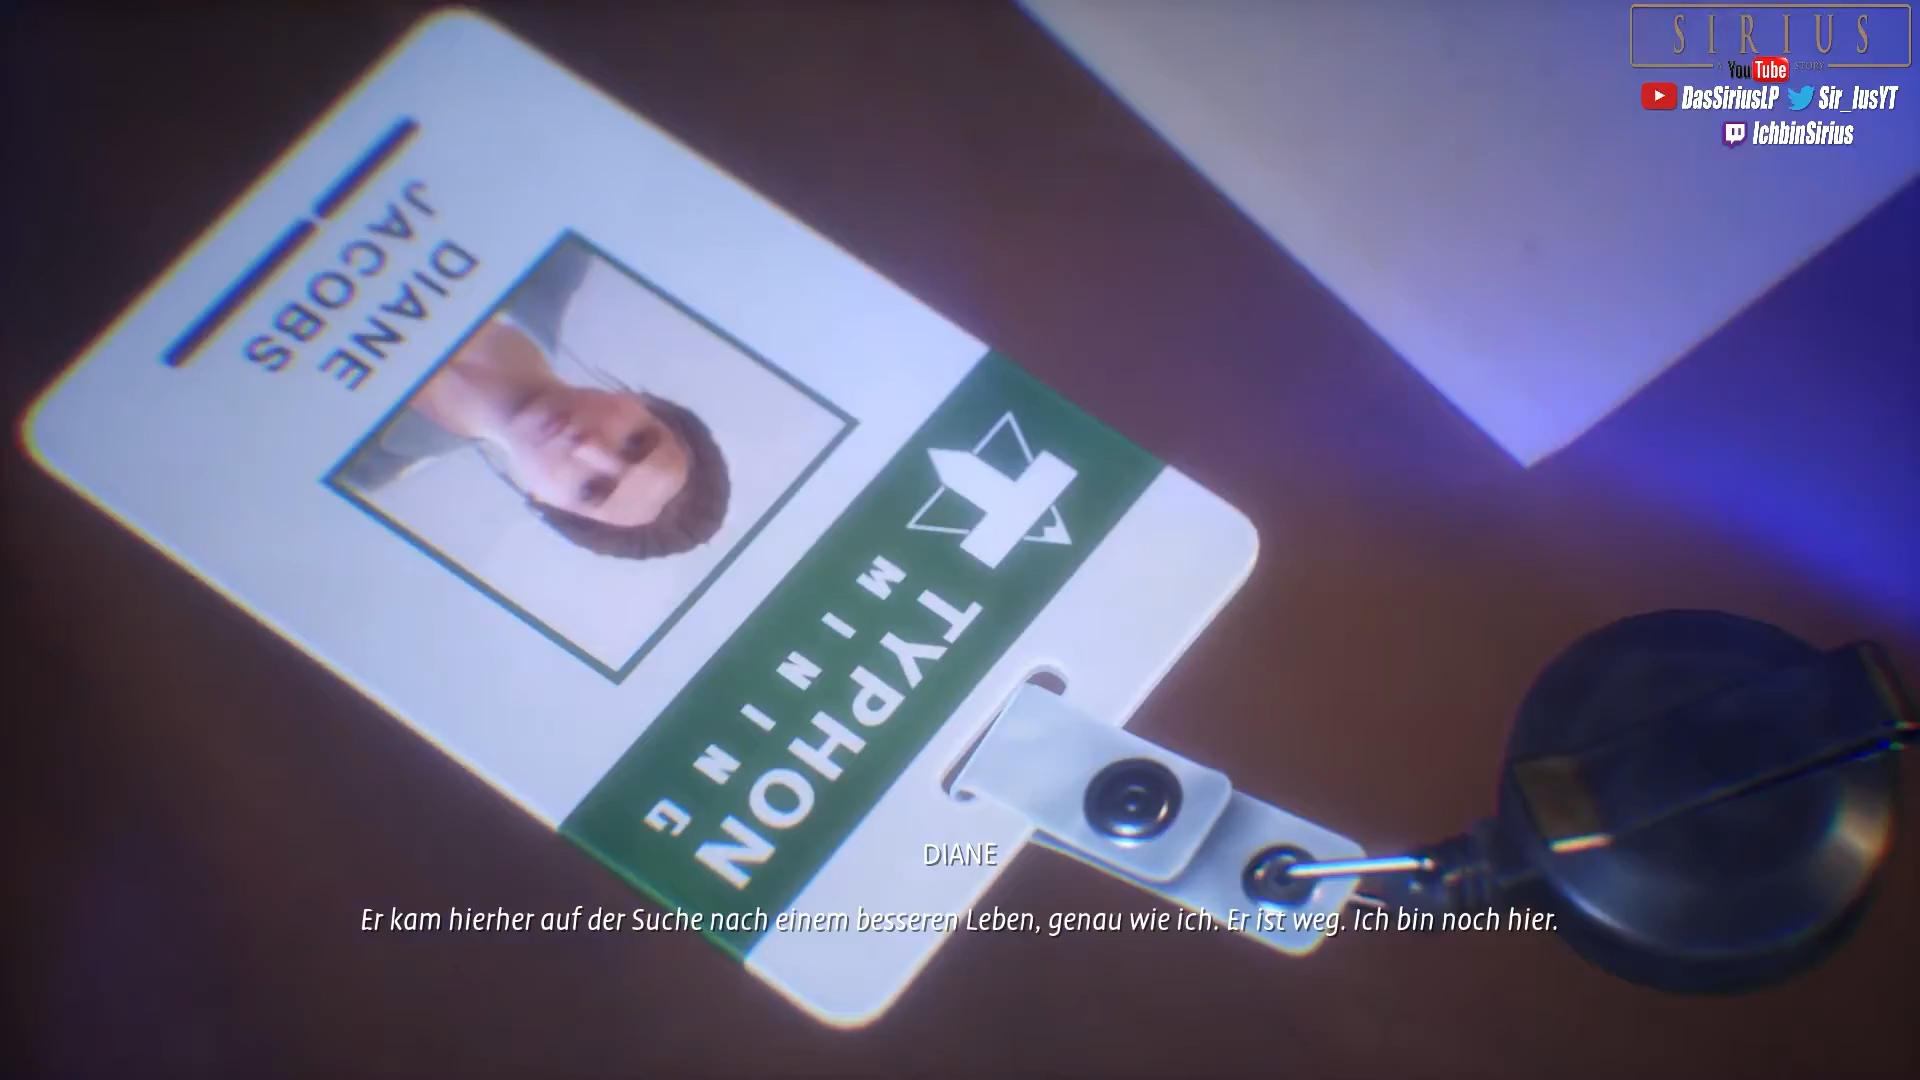 SIRIUS
A YouTube STORY
DasSiriusLP Sir_IusYT
IchbinSirius
DIANE
JACOBS
TYPHON
MINING
DIANE
Er kam hierher auf der Suche nach einem besseren Leben, genau wie ich. Er ist weg. Ich bin noch hier.